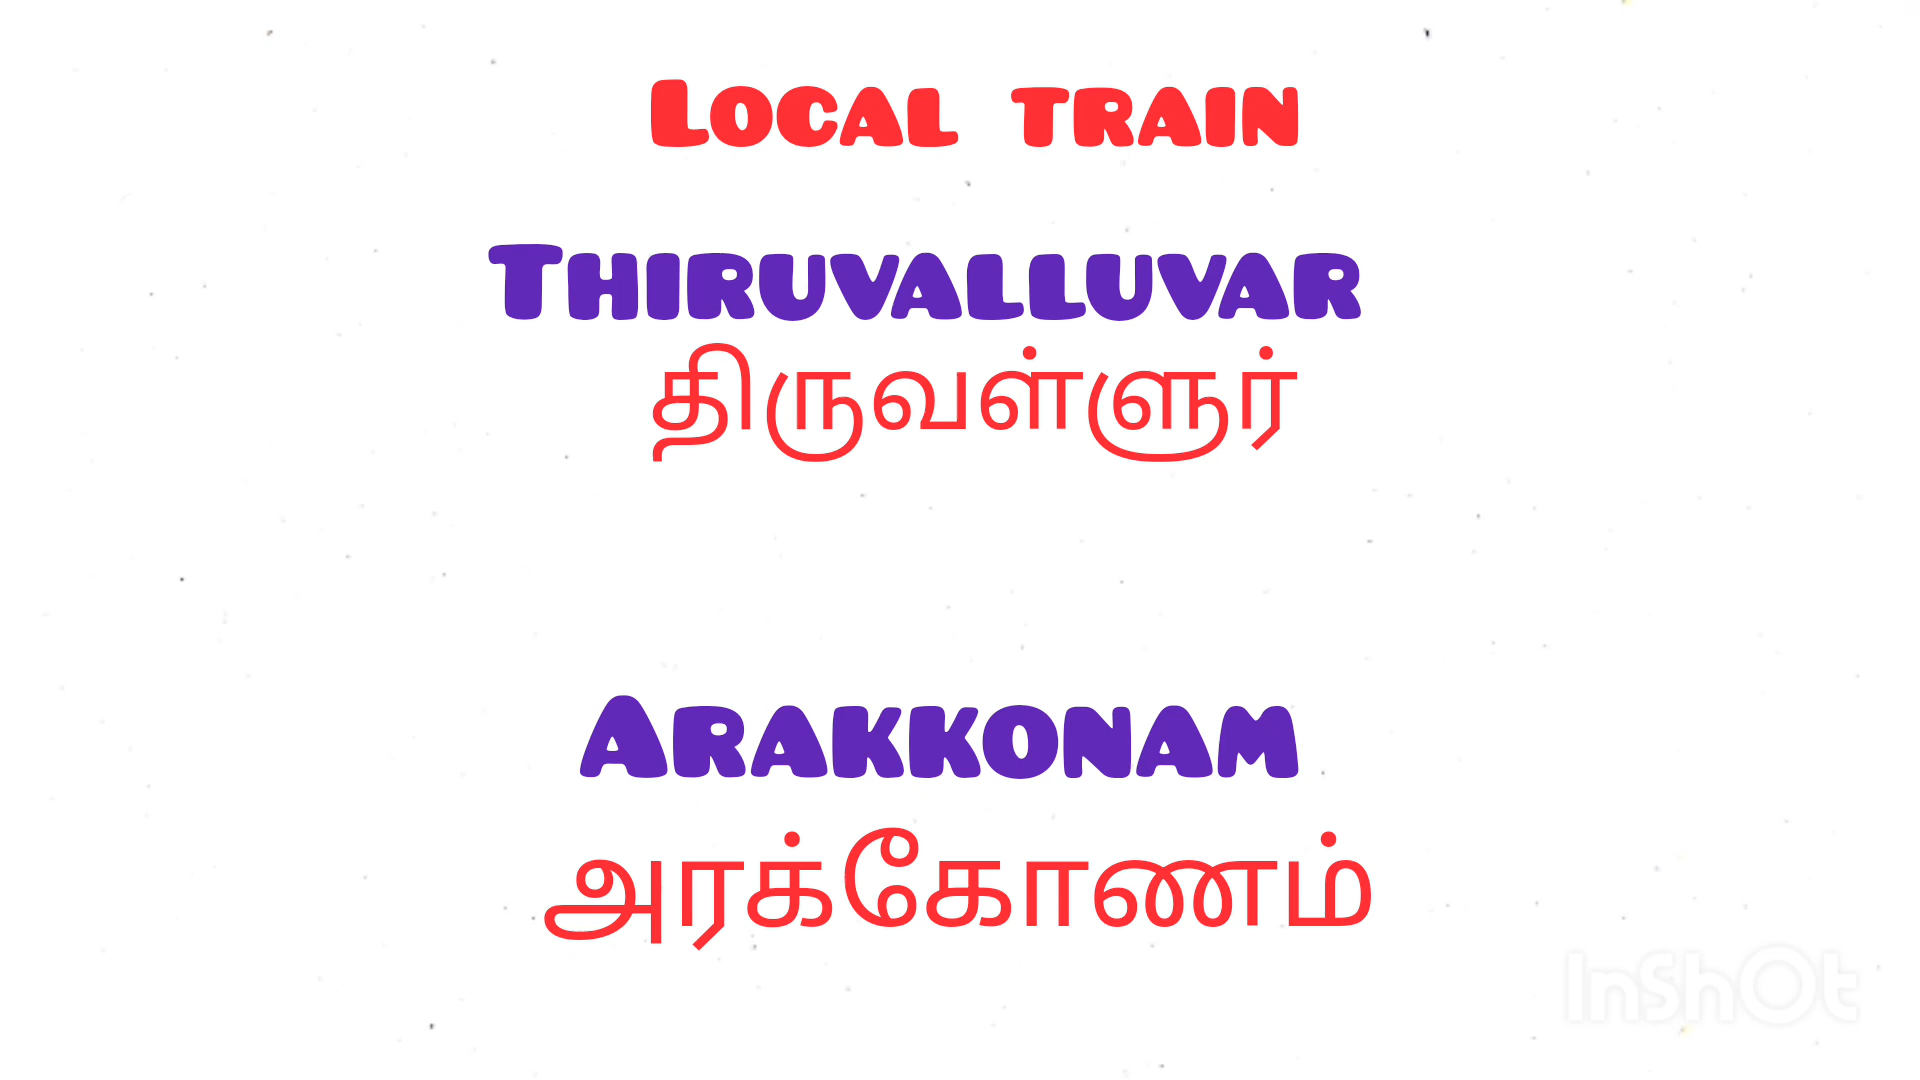 Local train
Thiruvalluvar
திருவள்ளுர்
Arakkonam
அரக்கோணம்
InShOt